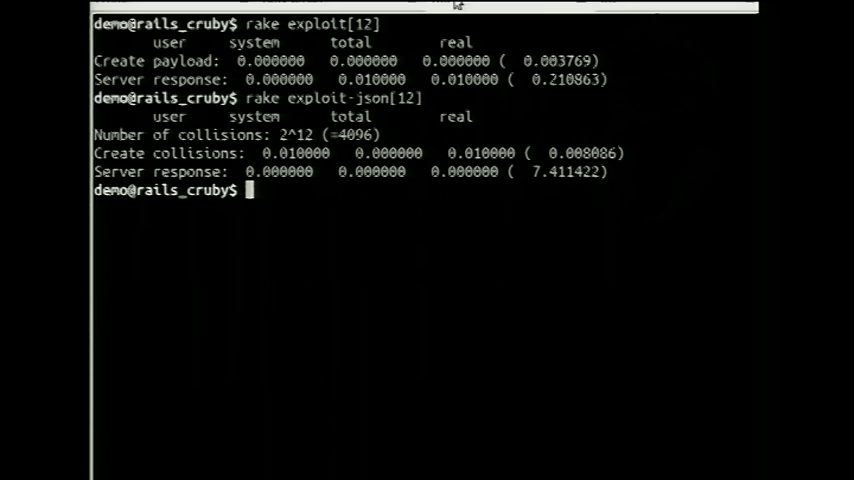 demo@rails_cruby$ rake exploit[12]
user system total real
Create payload: 0.000000 0.000000 0.000000 ( 0.003769)
Server response: 0.000000 0.010000 0.010000 ( 0.210863)
demo@rails_cruby$ rake exploit-json[12]
user system total real
Number of collisions: 2^12 (=4096)
Create collisions: 0.010000 0.000000 0.010000 ( 0.008086)
Server response: 0.000000 0.000000 0.000000 ( 7.411422)
demo@rails_cruby$